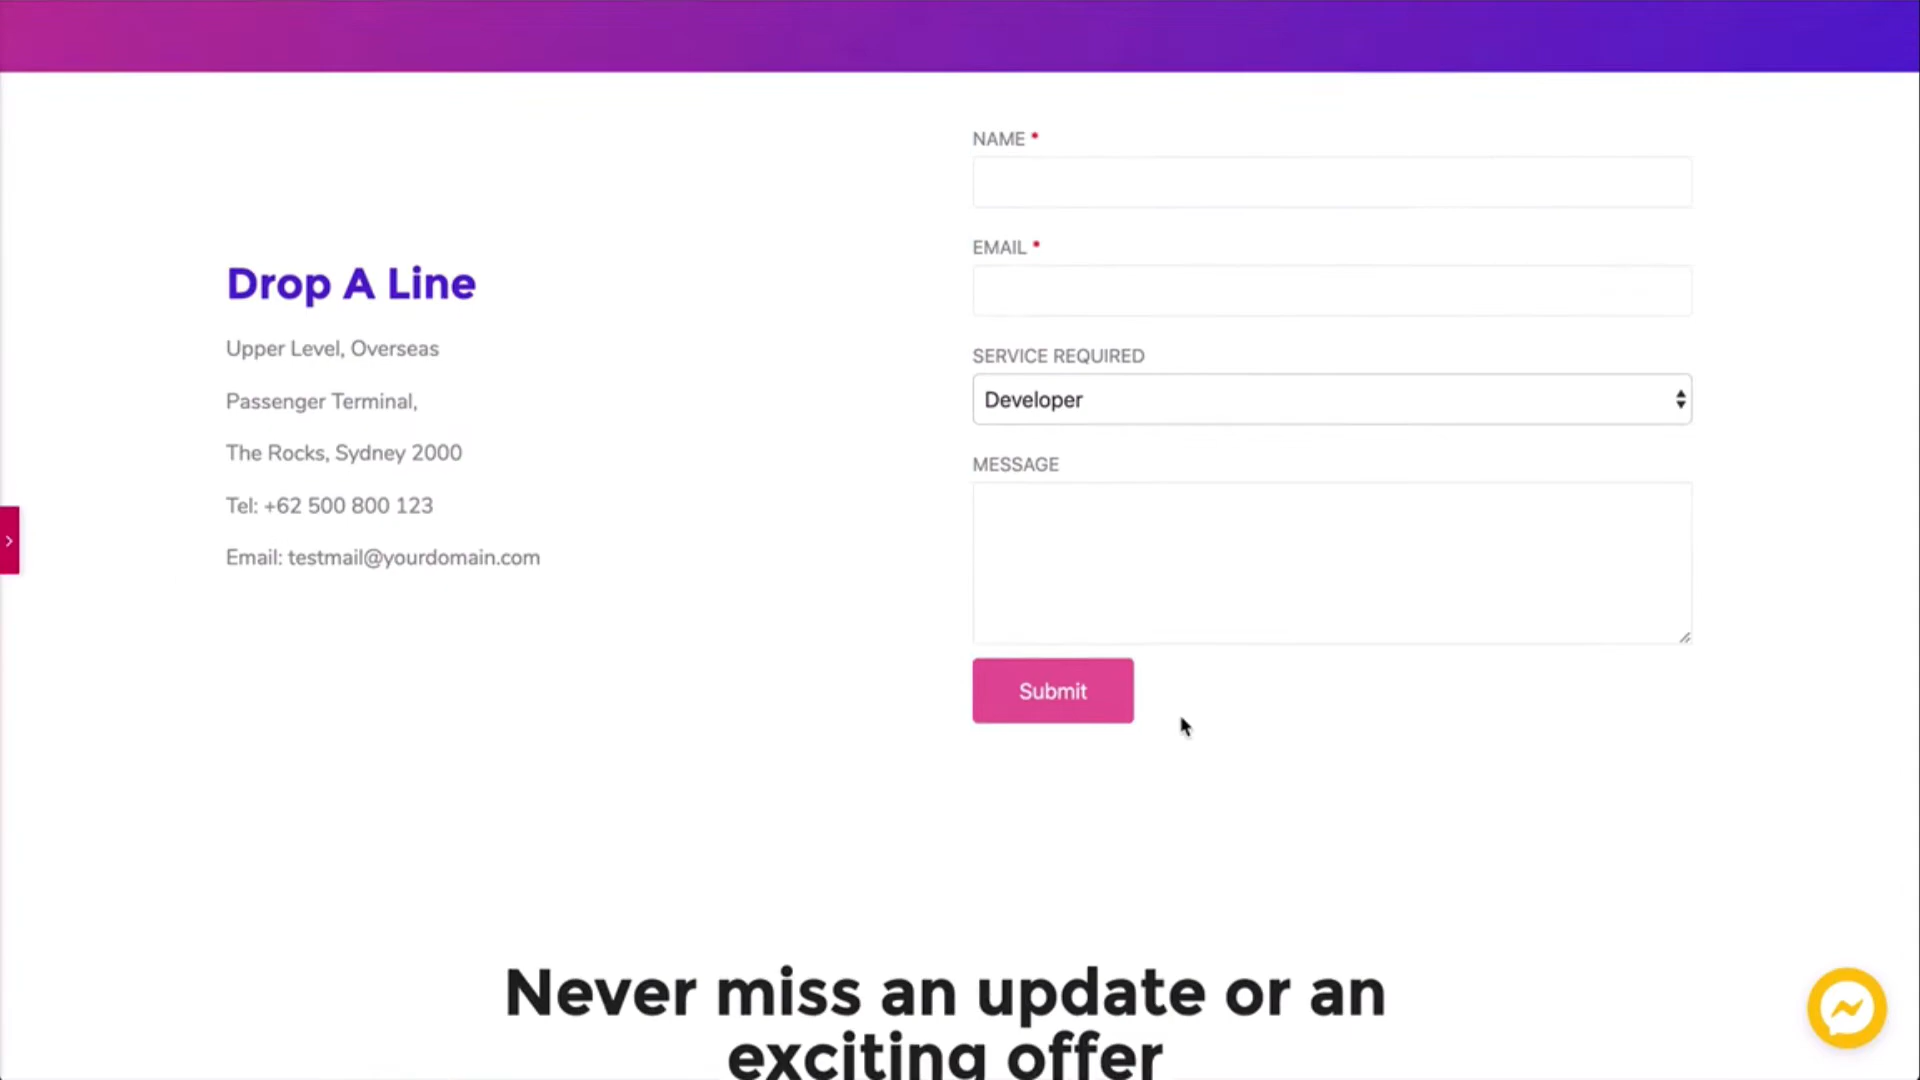 Drop A Line
Upper Level, Overseas
Passenger Terminal,
The Rocks, Sydney 2000
Tel: +62 500 800 123
Email: testmail@yourdomain.com
NAME *
EMAIL *
SERVICE REQUIRED
Developer
MESSAGE
Submit
Never miss an update or an
exciting offer